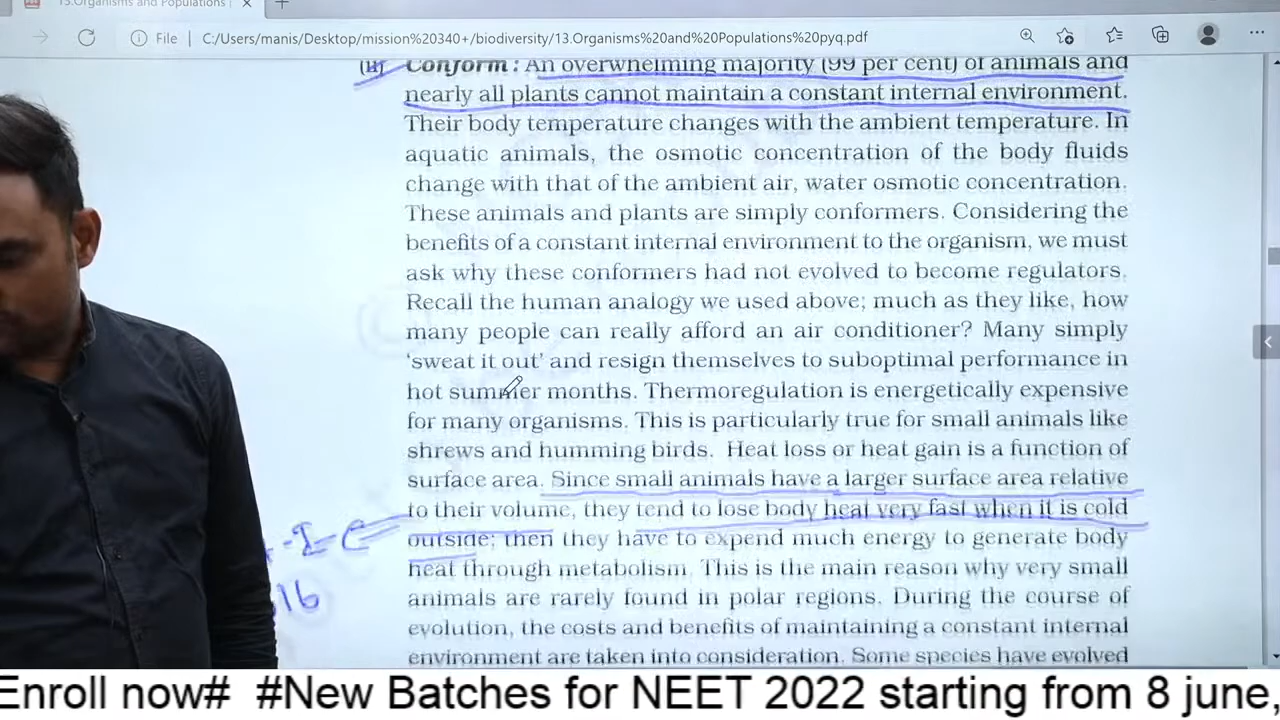 13.Organisms and Populations
File
C:/Users/manis/Desktop/mission%20340+/biodiversity/13.Organisms%20and%20Populations%20pyq.pdf
(ii) Conform : An overwhelming majority (99 per cent) of animals and
nearly all plants cannot maintain a constant internal environment.
Their body temperature changes with the ambient temperature. In
aquatic animals, the osmotic concentration of the body fluids
change with that of the ambient air, water osmotic concentration.
These animals and plants are simply conformers. Considering the
benefits of a constant internal environment to the organism, we must
ask why these conformers had not evolved to become regulators.
Recall the human analogy we used above; much as they like, how
many people can really afford an air conditioner? Many simply
‘sweat it out’ and resign themselves to suboptimal performance in
hot summer months. Thermoregulation is energetically expensive
for many organisms. This is particularly true for small animals like
shrews and humming birds. Heat loss or heat gain is a function of
surface area. Since small animals have a larger surface area relative
to their volume, they tend to lose body heat very fast when it is cold
outside; then they have to expend much energy to generate body
heat through metabolism. This is the main reason why very small
animals are rarely found in polar regions. During the course of
evolution, the costs and benefits of maintaining a constant internal
environment are taken into consideration. Some species have evolved
-I
16
Enroll now# #New Batches for NEET 2022 starting from 8 june,